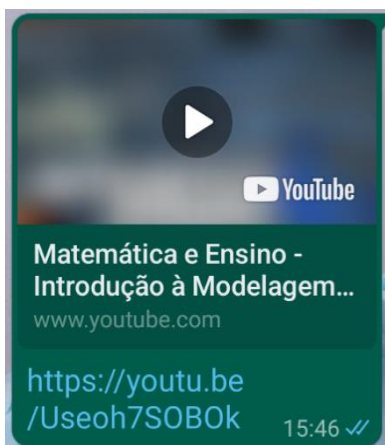 YouTube
Matemática e Ensino -
Introdução à Modelagem...
www.youtube.com
https://youtu.be
/Useoh7SOBOk
15:46